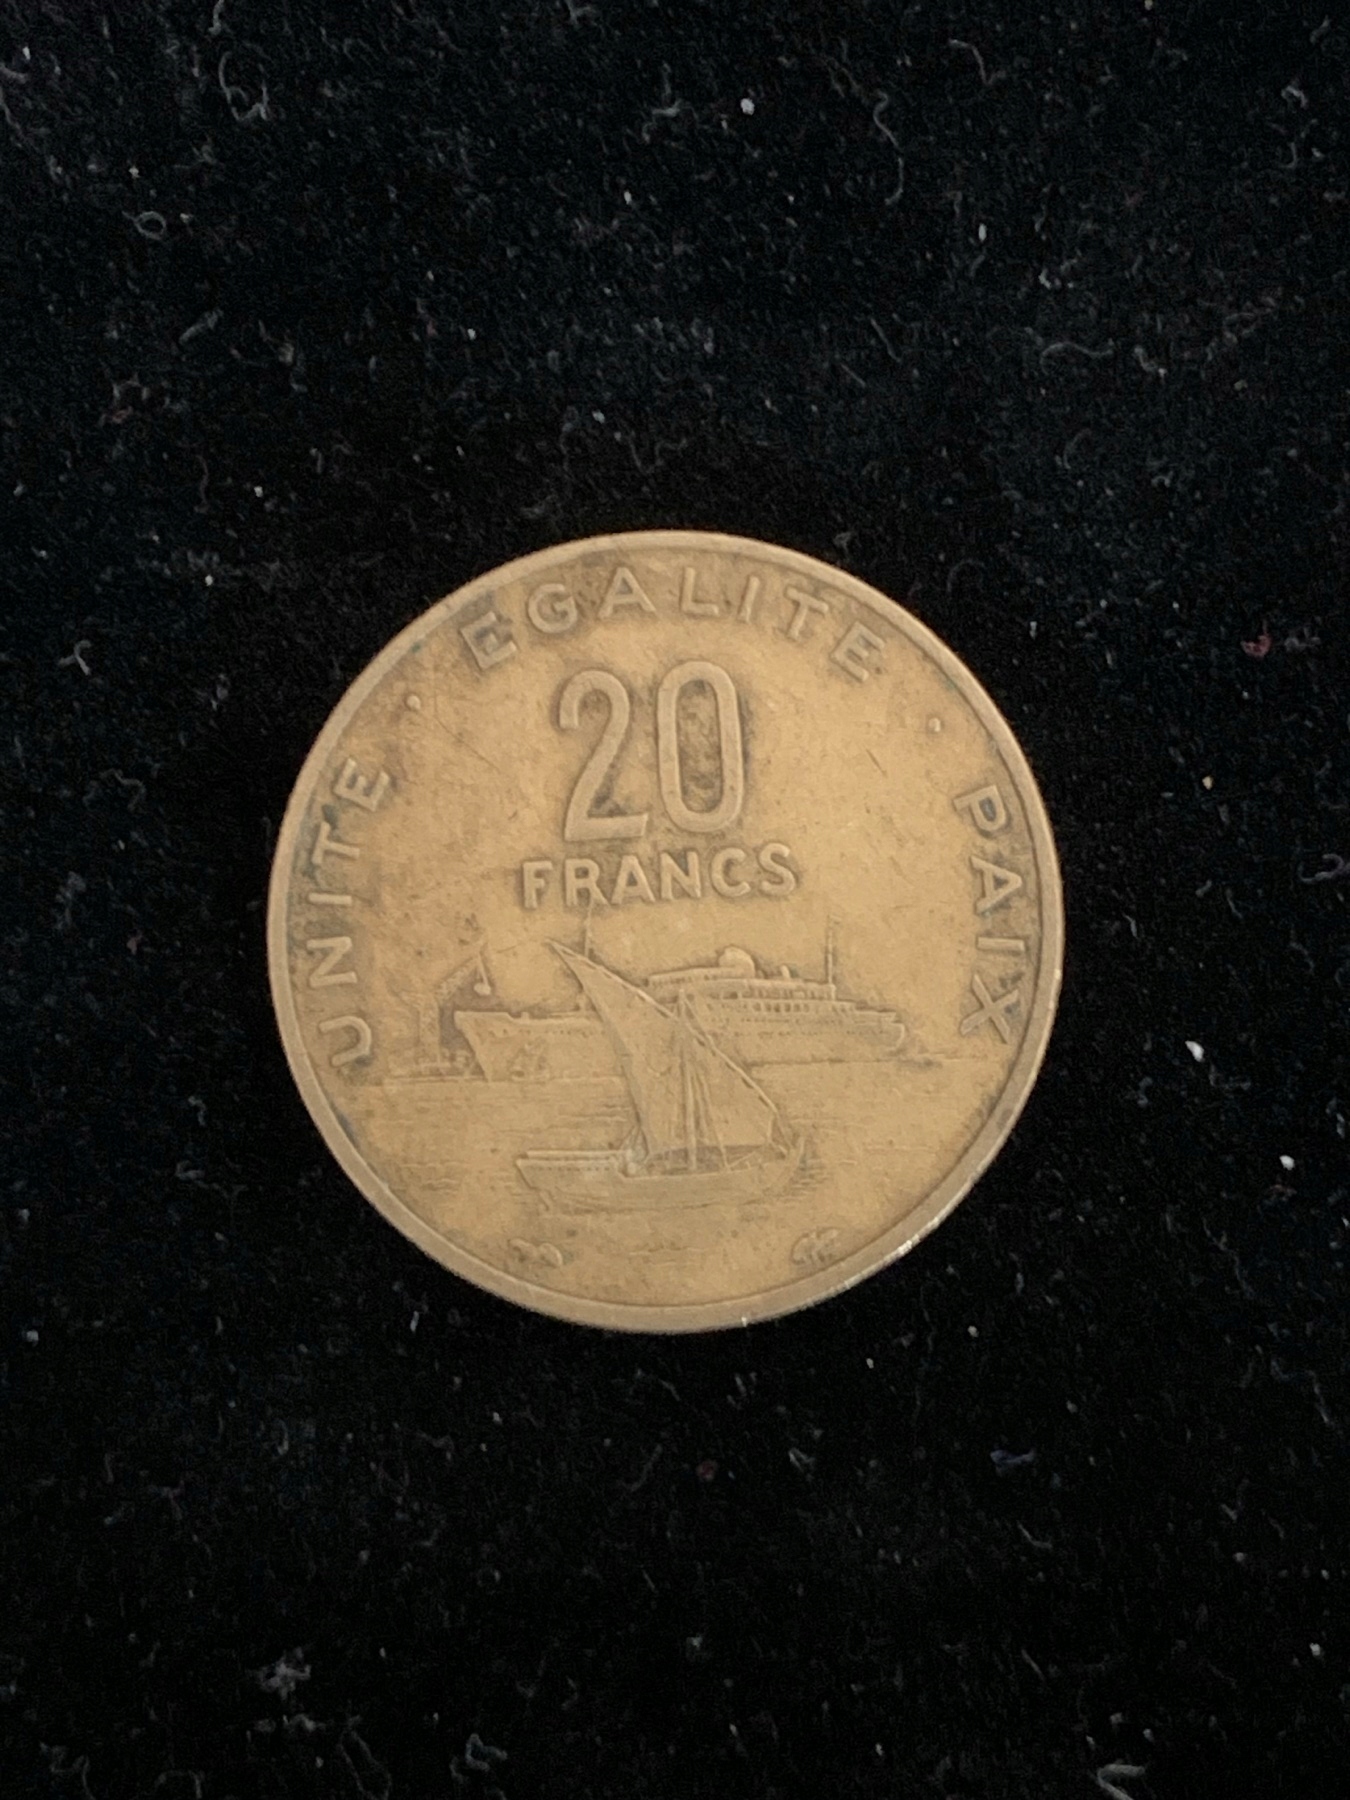 UNITE · EGALITE · PAIX
20
FRANCS